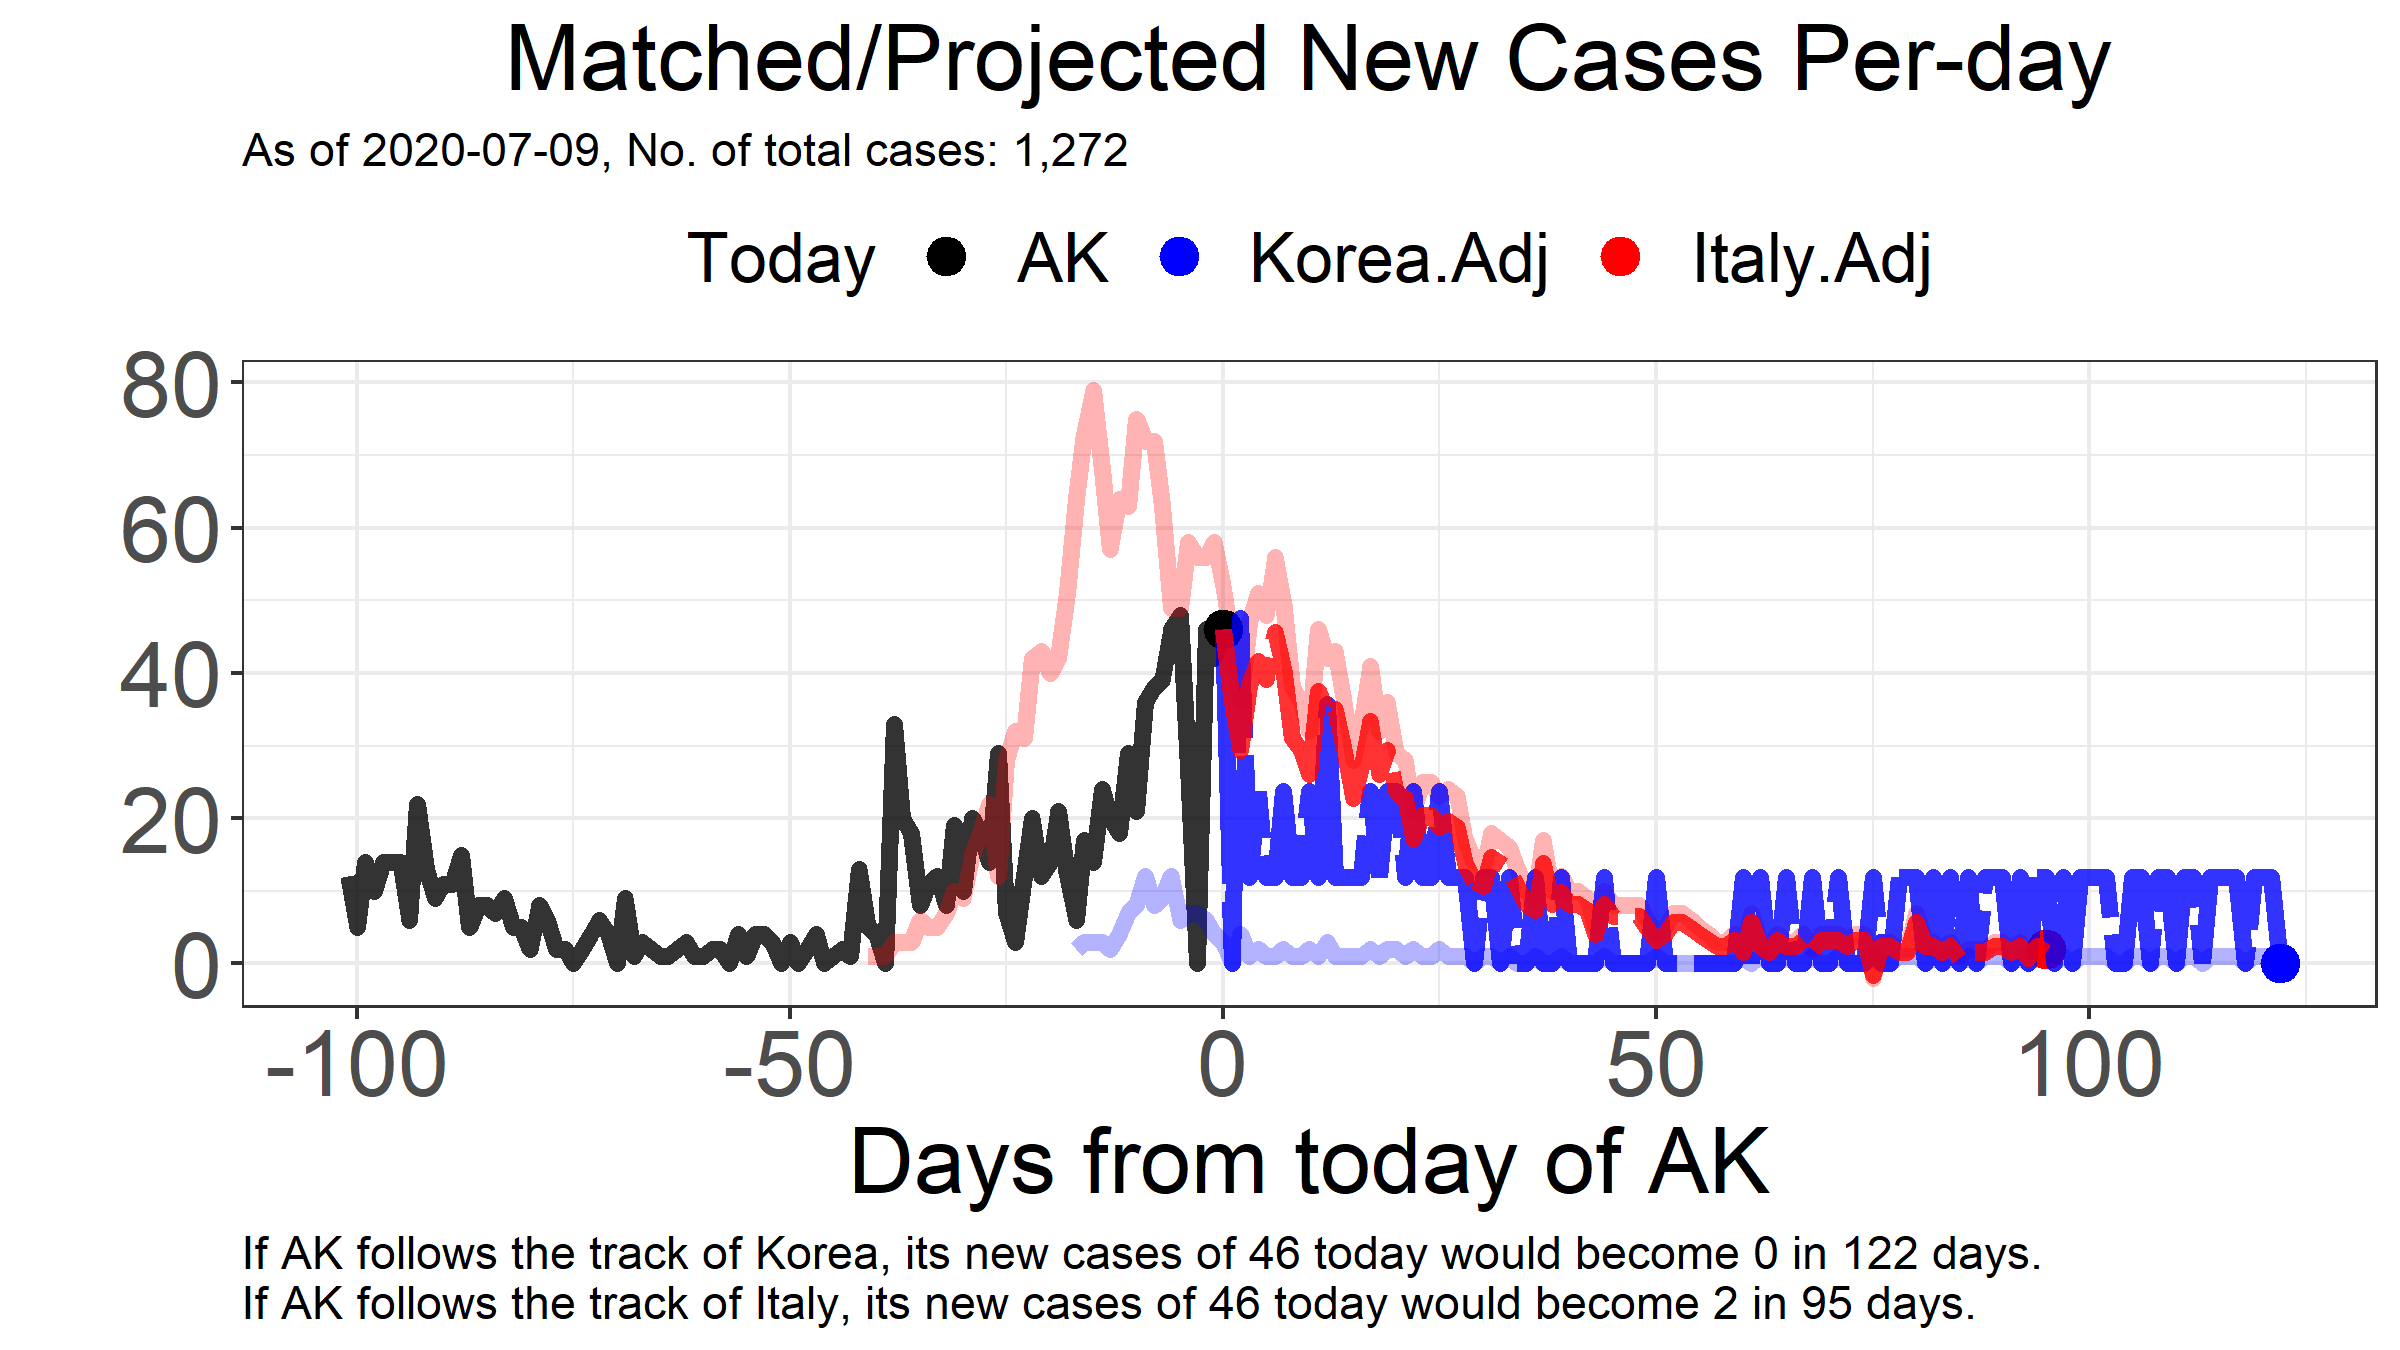 Matched/Projected New Cases Per-day
As of 2020-07-09, No. of total cases: 1,272
Today AK Korea.Adj Italy.Adj
80
60
40
20
0
-100 -50 0 50 100
Days from today of AK
If AK follows the track of Korea, its new cases of 46 today would become 0 in 122 days.
If AK follows the track of Italy, its new cases of 46 today would become 2 in 95 days.